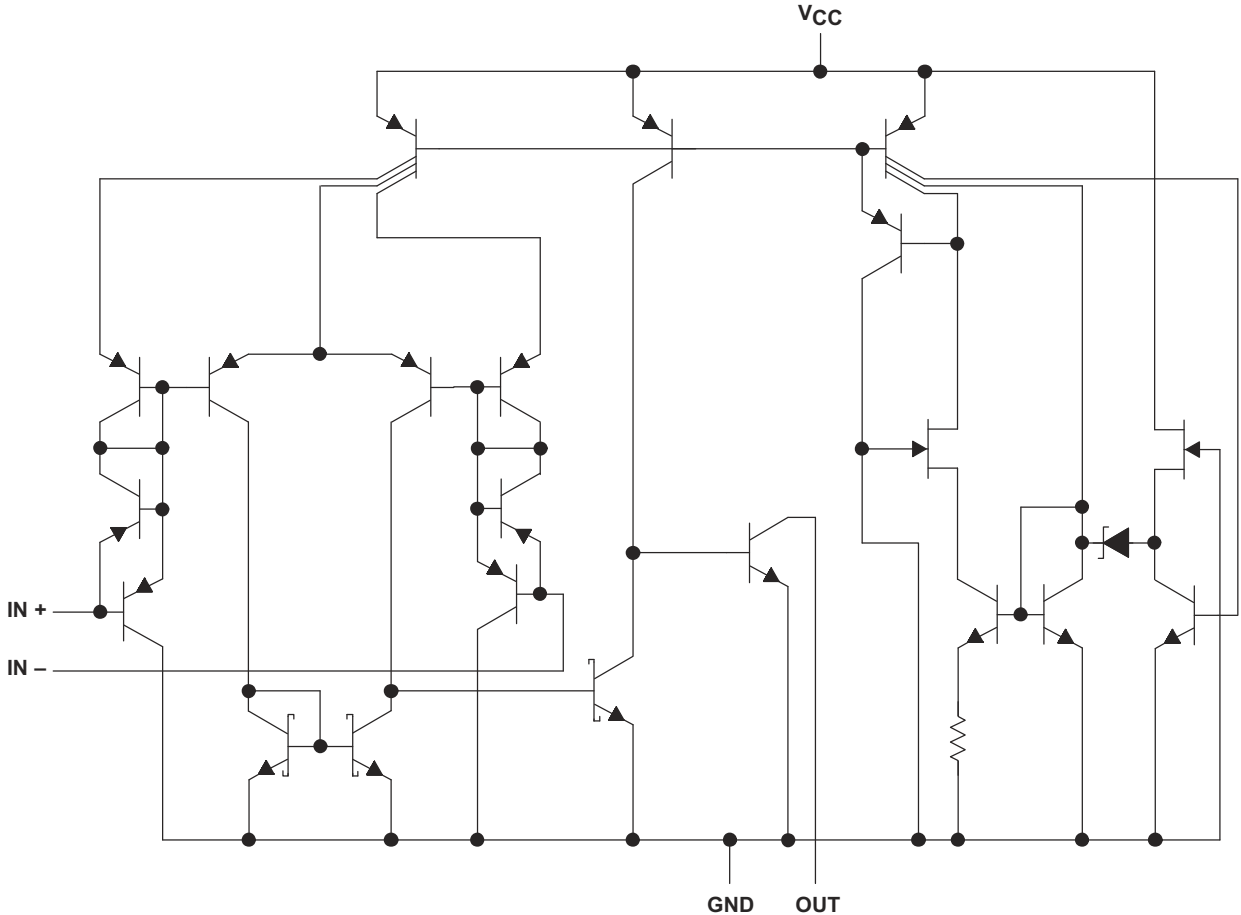 VCC
IN +
IN –
GND
OUT